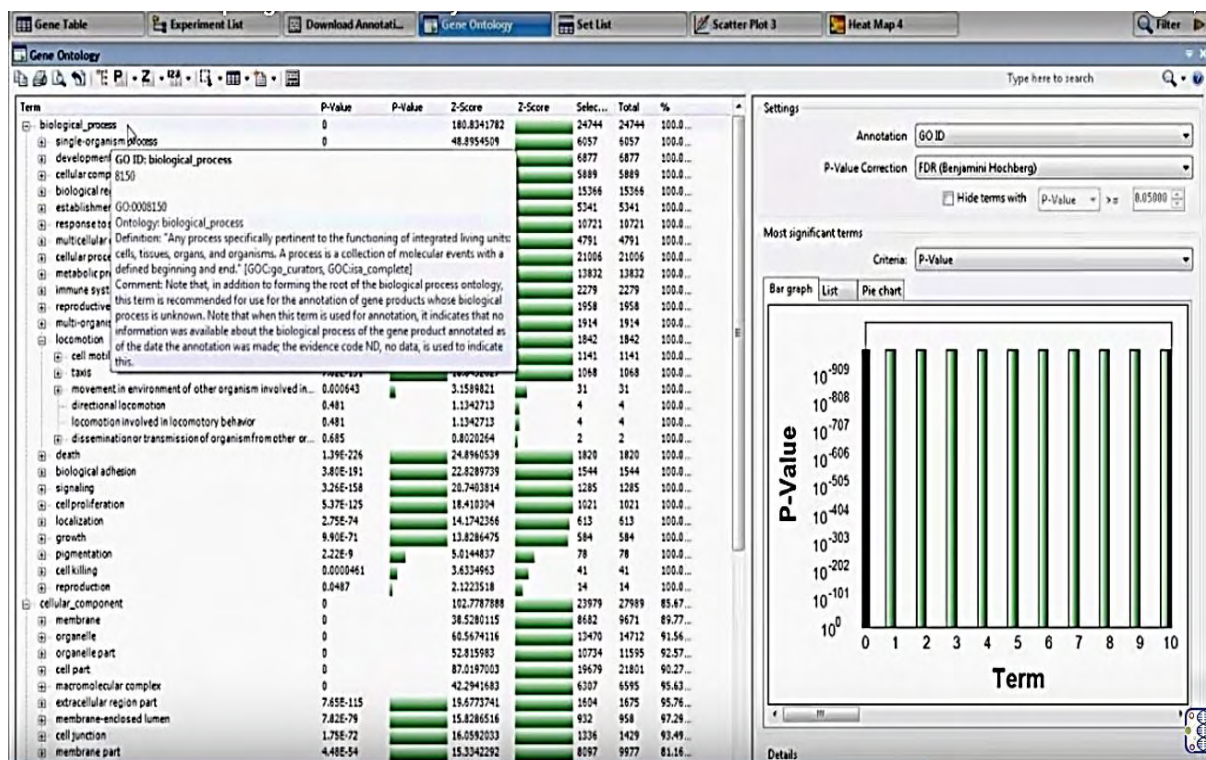 Gene Table Experiment List Download Annotati... Gene Ontology Set List Scatter Plot 3 Heat Map 4 Filter
Gene Ontology
Type here to search
Term P-Value P-Value Z-Score Z-Score Selec... Total %
biological_process 0 180.8341782 24744 24744 100.0...
single-organism process 0 48.8954509 6057 6057 100.0...
development 6877 6877 100.0...
cellular comp 5889 5889 100.0...
biological re 15366 15366 100.0...
establishmen 5341 5341 100.0...
response to s 10721 10721 100.0...
multicellular 4791 4791 100.0...
cellular proce 21006 21006 100.0...
metabolic pr 13832 13832 100.0...
immune syst 2279 2279 100.0...
reproductive 1958 1958 100.0...
multi-organis 1914 1914 100.0...
locomotion 1842 1842 100.0...
cell motil 1141 1141 100.0...
taxis 1068 1068 100.0...
GO ID: biological_process
8150
GO:0008150
Ontology: biological_process
Definition: "Any process specifically pertinent to the functioning of integrated living units:
cells, tissues, organs, and organisms. A process is a collection of molecular events with a
defined beginning and end." [GOC:go_curators, GOC:isa_complete]
Comment: Note that, in addition to forming the root of the biological process ontology,
this term is recommended for use for the annotation of gene products whose biological
process is unknown. Note that when this term is used for annotation, it indicates that no
information was available about the biological process of the gene product annotated as
of the date the annotation was made; the evidence code ND, no data, is used to indicate
this.
movement in environment of other organism involved in... 0.000643 3.1589821 31 31 100.0...
directional locomotion 0.481 1.1342713 4 4 100.0...
locomotion involved in locomotory behavior 0.481 1.1342713 4 4 100.0...
dissemination or transmission of organism from other or... 0.685 0.8020264 2 2 100.0...
death 1.39E-226 24.8960539 1820 1820 100.0...
biological adhesion 3.80E-191 22.8289739 1544 1544 100.0...
signaling 3.26E-158 20.7403814 1285 1285 100.0...
cell proliferation 5.37E-125 18.410304 1021 1021 100.0...
localization 2.75E-74 14.1742366 613 613 100.0...
growth 9.90E-71 13.8286475 584 584 100.0...
pigmentation 2.22E-9 5.0144837 78 78 100.0...
cell killing 0.0000461 3.6334963 41 41 100.0...
reproduction 0.0487 2.1223518 14 14 100.0...
cellular_component 0 102.7787888 23979 27989 85.67...
membrane 0 38.5280115 8682 9671 89.77...
organelle 0 60.5674116 13470 14712 91.56...
organelle part 0 52.815983 10734 11595 92.57...
cell part 0 87.0197003 19679 21801 90.27...
macromolecular complex 0 42.2941683 6307 6595 95.63...
extracellular region part 7.65E-115 19.6773741 1604 1675 95.76...
membrane-enclosed lumen 7.82E-79 15.8286516 932 958 97.29...
cell junction 1.75E-72 16.0592033 1336 1429 93.49...
membrane part 4.48E-54 15.3342292 8097 9977 81.16...
Settings
Annotation GO ID
P-Value Correction FDR (Benjamini Hochberg)
Hide terms with P-Value >= 0.05000
Most significant terms
Criteria: P-Value
Bar graph List Pie chart
P-Value
10^-909
10^-808
10^-707
10^-606
10^-505
10^-404
10^-303
10^-202
10^-101
10^0
0 1 2 3 4 5 6 7 8 9 10
Term
Details